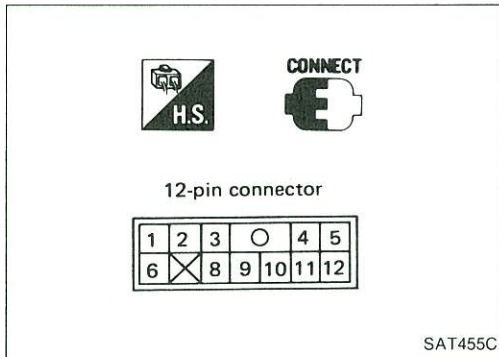 CONNECT
H.S.
12-pin connector
1 2 3 4 5
6 8 9 10 11 12
SAT455C